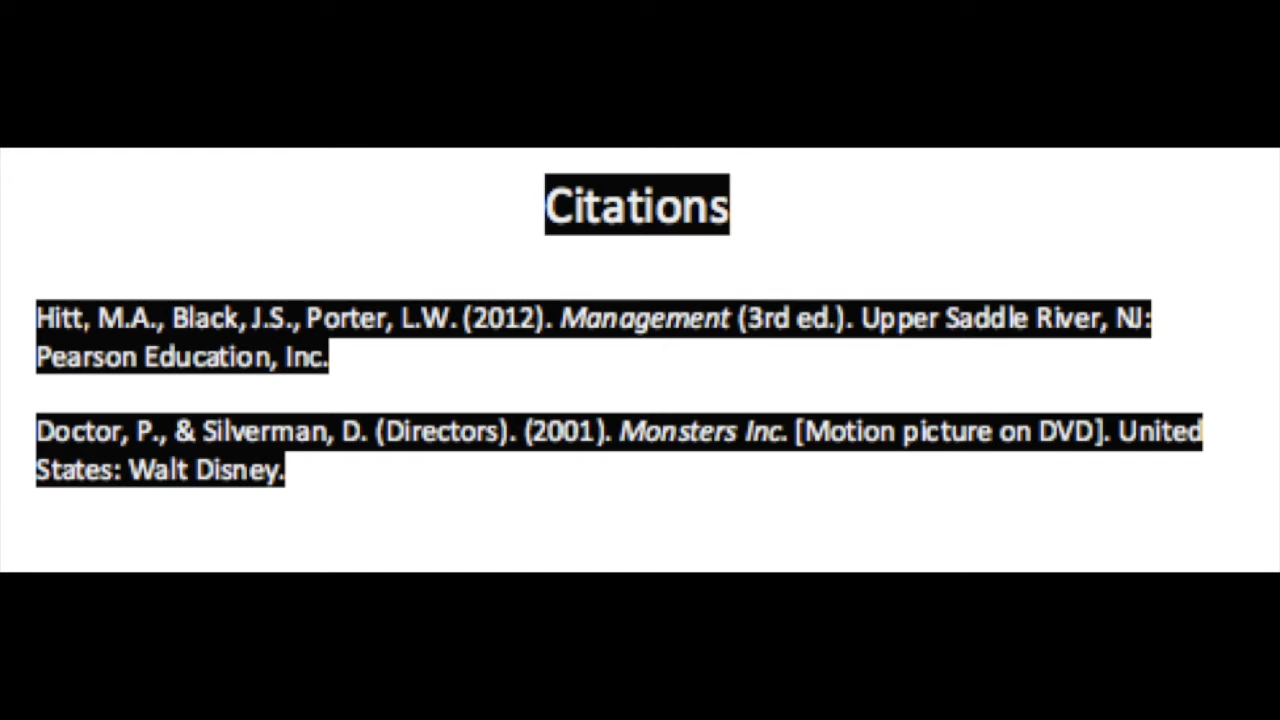 Citations
Hitt, M.A., Black, J.S., Porter, L.W. (2012). Management (3rd ed.). Upper Saddle River, NJ:
Pearson Education, Inc.
Doctor, P., & Silverman, D. (Directors). (2001). Monsters Inc. [Motion picture on DVD]. United
States: Walt Disney.